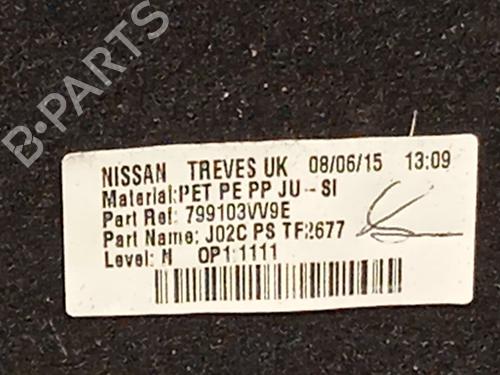 B-PARTS
NISSAN TREVES UK 08/06/15 13:09
Material:PET PE PP JU--SI
Part Ref: 799103VV9E
Part Name: J02C PS TF2677
Level: N OP1:1111